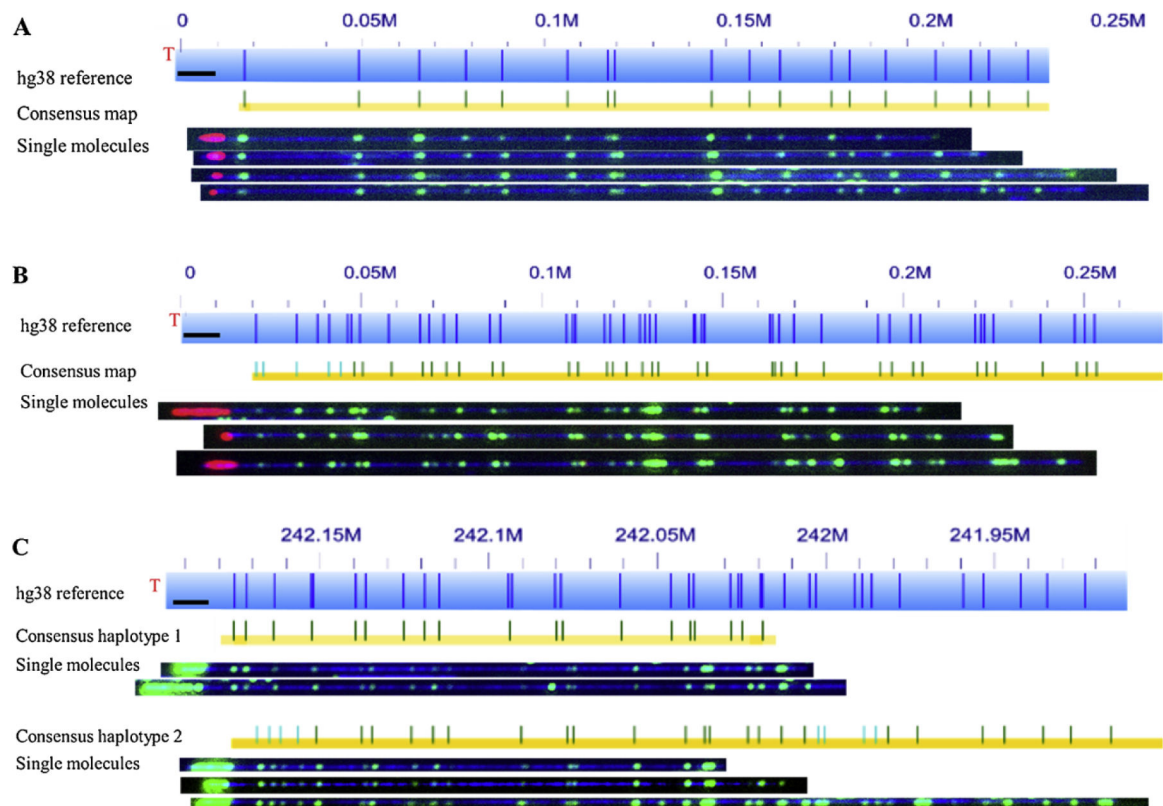 A
0 0.05M 0.1M 0.15M 0.2M 0.25M
T
hg38 reference
Consensus map
Single molecules
B
0 0.05M 0.1M 0.15M 0.2M 0.25M
T
hg38 reference
Consensus map
Single molecules
C
242.15M 242.1M 242.05M 242M 241.95M
T
hg38 reference
Consensus haplotype 1
Single molecules
Consensus haplotype 2
Single molecules